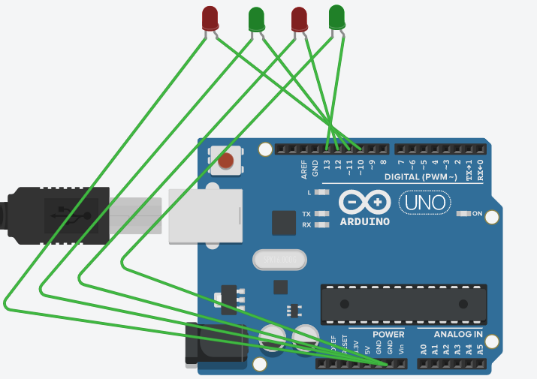 AREF
GND
13
12
~11
~10
~9
8
7
~6
~5
4
~3
2
TX→1
RX←0
DIGITAL (PWM~)
L
TX
RX
ARDUINO
UNO
ON
POWER
ANALOG IN
RESET
3.3V
5V
GND
GND
Vin
A0
A1
A2
A3
A4
A5